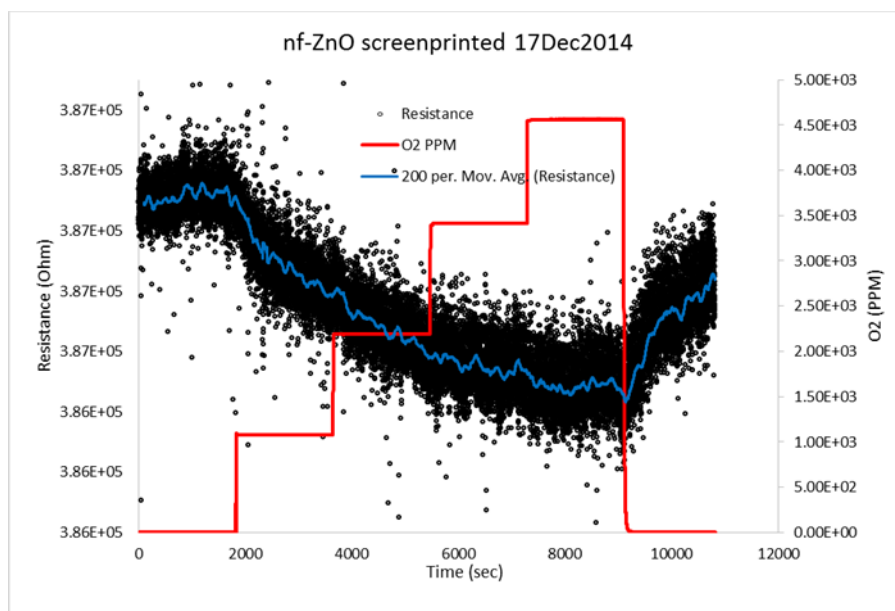 nf-ZnO screenprinted 17Dec2014
5.00E+03
4.50E+03
4.00E+03
3.50E+03
3.00E+03
2.50E+03
2.00E+03
1.50E+03
1.00E+03
5.00E+02
0.00E+00
3.87E+05
3.87E+05
3.87E+05
3.87E+05
3.87E+05
3.86E+05
3.86E+05
3.86E+05
Resistance (Ohm)
O2 (PPM)
Resistance
O2 PPM
200 per. Mov. Avg. (Resistance)
0
2000
4000
6000
8000
10000
12000
Time (sec)